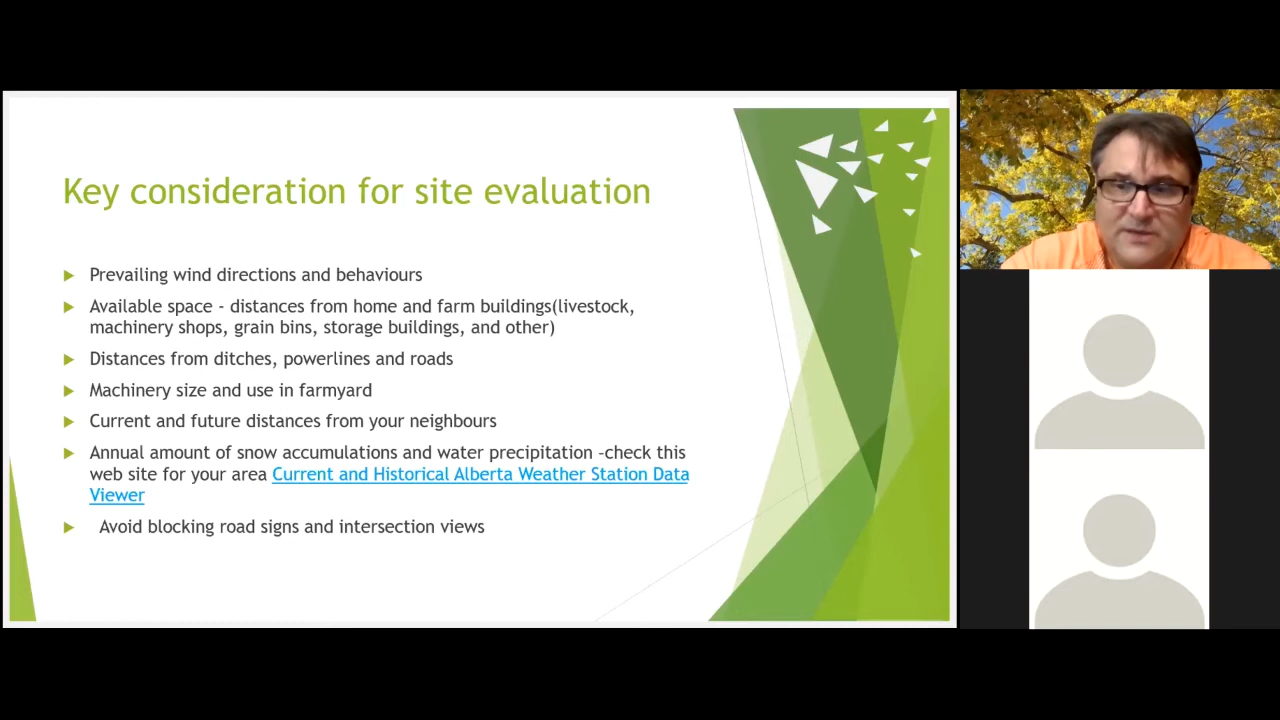 Key consideration for site evaluation
Prevailing wind directions and behaviours
Available space - distances from home and farm buildings(livestock,
machinery shops, grain bins, storage buildings, and other)
Distances from ditches, powerlines and roads
Machinery size and use in farmyard
Current and future distances from your neighbours
Annual amount of snow accumulations and water precipitation –check this
web site for your area Current and Historical Alberta Weather Station Data
Viewer
Avoid blocking road signs and intersection views